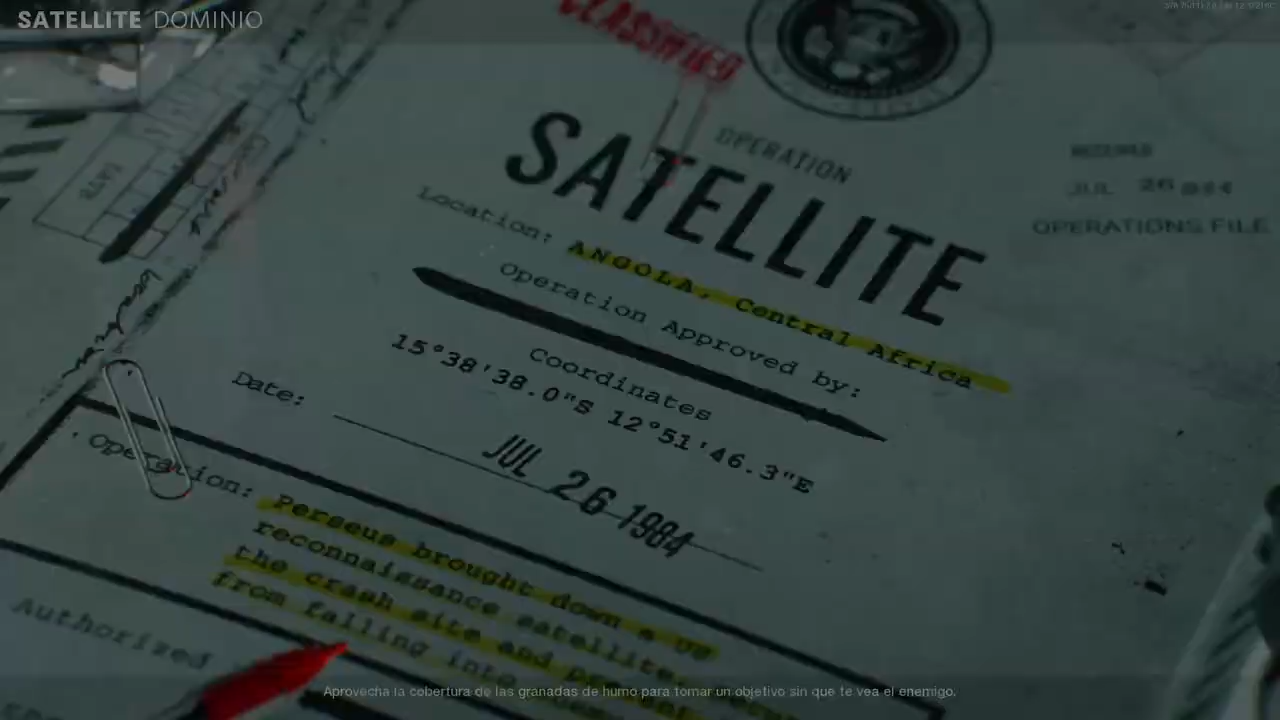 SATELLITE DOMINIO
CLASSIFIED
OPERATION
SATELLITE
JUL 26
OPERATIONS FILE
Location: ANGOLA, Central Africa
Operation Approved by:
Coordinates
15°38'38.0"S 12°51'46.3"E
Date:
JUL 26 1984
Operation: Perseus brought down a US
reconnaissance satellite.
the crash site and prevent
from falling into
Authorized
Aprovecha la cobertura de las granadas de humo para tomar un objetivo sin que te vea el enemigo.